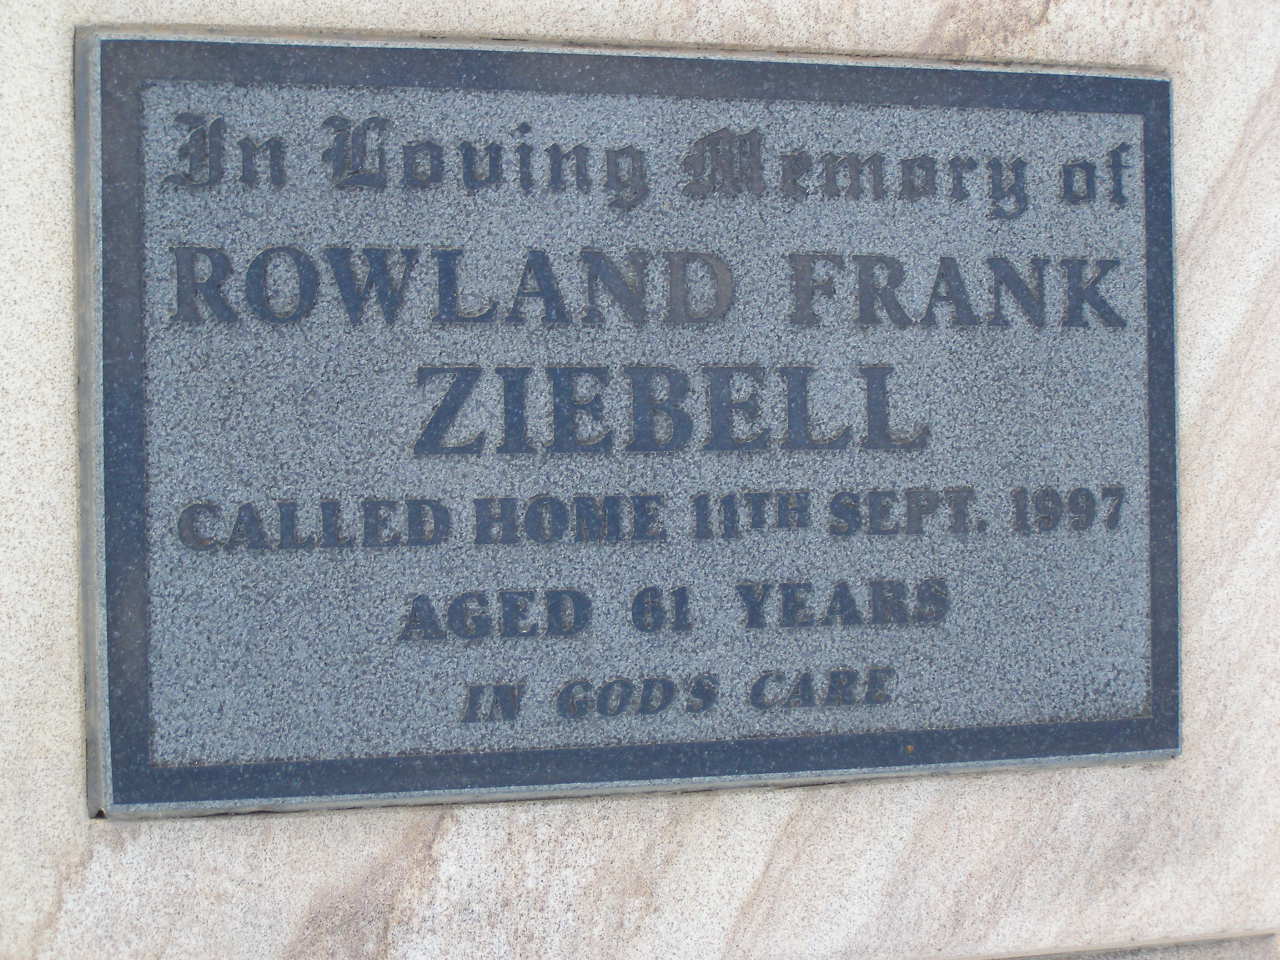 In Loving Memory of
ROWLAND FRANK
ZIEBELL
CALLED HOME 11TH SEPT. 1997
AGED 61 YEARS
IN GOD'S CARE